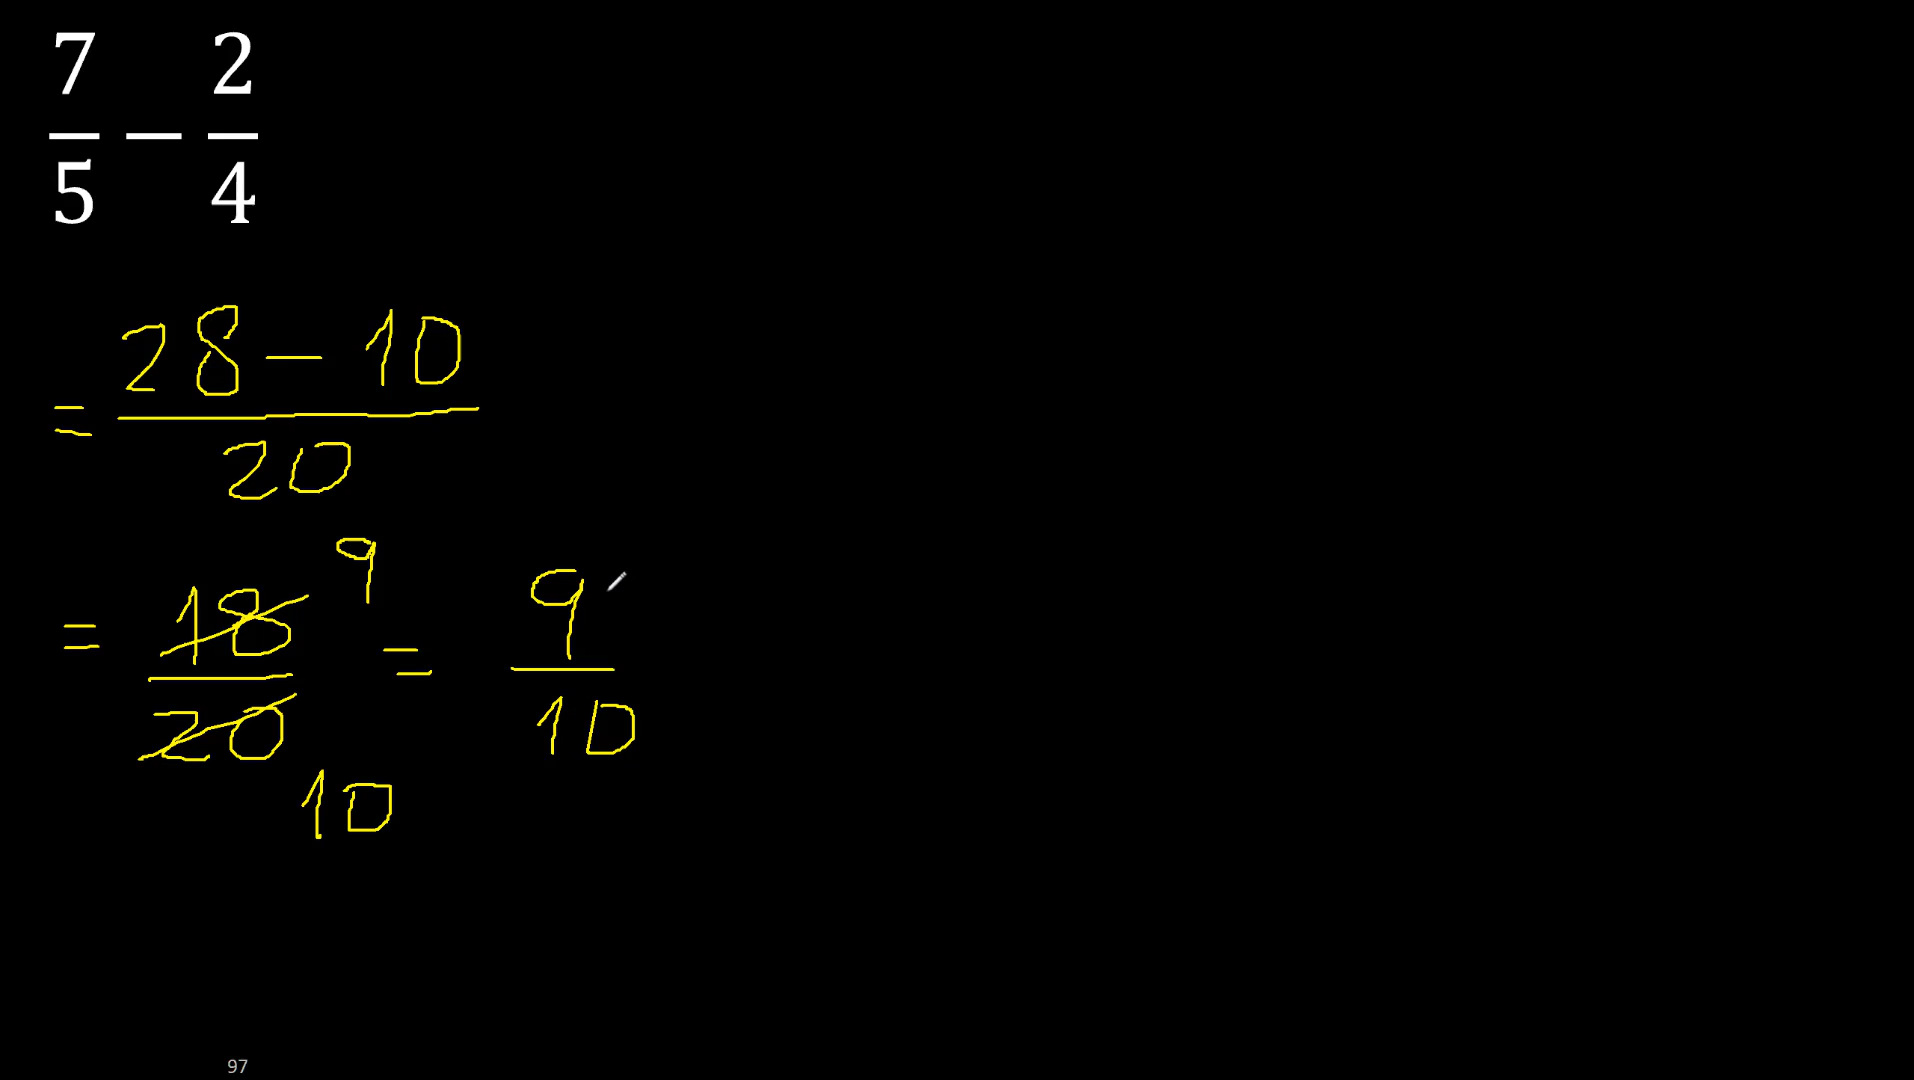 7/5 − 2/4
= (28 − 10)/20
= 18/20 9 10 = 9/10
97